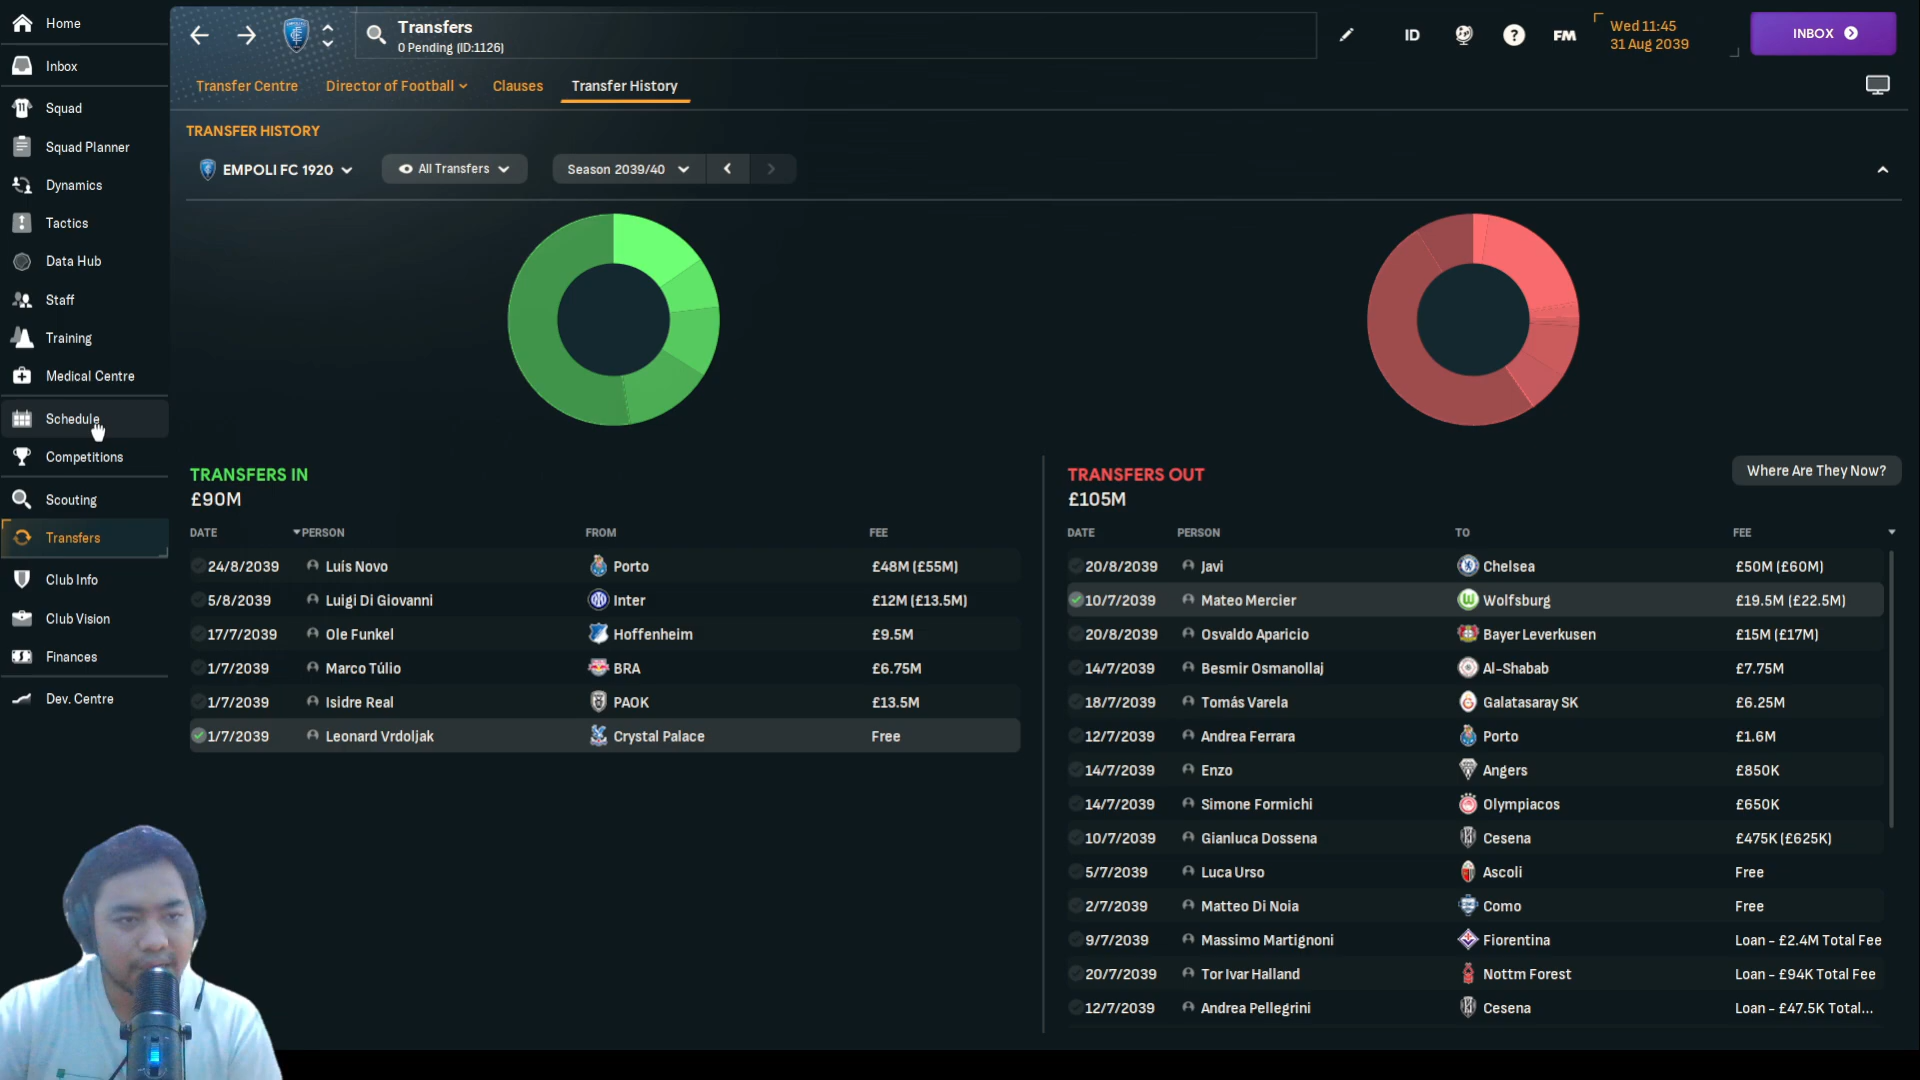 Home
Inbox
Squad
Squad Planner
Dynamics
Tactics
Data Hub
Staff
Training
Medical Centre
Schedule
Competitions
Scouting
Transfers
Club Info
Club Vision
Finances
Dev. Centre
Transfers
0 Pending (ID:1126)
ID
?
FM
Wed 11:45
31 Aug 2039
INBOX
Transfer Centre
Director of Football
Clauses
Transfer History
TRANSFER HISTORY
EMPOLI FC 1920
All Transfers
Season 2039/40
TRANSFERS IN
£90M
DATE PERSON FROM FEE
24/8/2039 Luís Novo Porto £48M (£55M)
5/8/2039 Luigi Di Giovanni Inter £12M (£13.5M)
17/7/2039 Ole Funkel Hoffenheim £9.5M
1/7/2039 Marco Túlio BRA £6.75M
1/7/2039 Isidre Real PAOK £13.5M
1/7/2039 Leonard Vrdoljak Crystal Palace Free
TRANSFERS OUT
£105M
Where Are They Now?
DATE PERSON TO FEE
20/8/2039 Javi Chelsea £50M (£60M)
10/7/2039 Mateo Mercier Wolfsburg £19.5M (£22.5M)
20/8/2039 Osvaldo Aparicio Bayer Leverkusen £15M (£17M)
14/7/2039 Besmir Osmanollaj Al-Shabab £7.75M
18/7/2039 Tomás Varela Galatasaray SK £6.25M
12/7/2039 Andrea Ferrara Porto £1.6M
14/7/2039 Enzo Angers £850K
14/7/2039 Simone Formichi Olympiacos £650K
10/7/2039 Gianluca Dossena Cesena £475K (£625K)
5/7/2039 Luca Urso Ascoli Free
2/7/2039 Matteo Di Noia Como Free
9/7/2039 Massimo Martignoni Fiorentina Loan - £2.4M Total Fee
20/7/2039 Tor Ivar Halland Nottm Forest Loan - £94K Total Fee
12/7/2039 Andrea Pellegrini Cesena Loan - £47.5K Total...